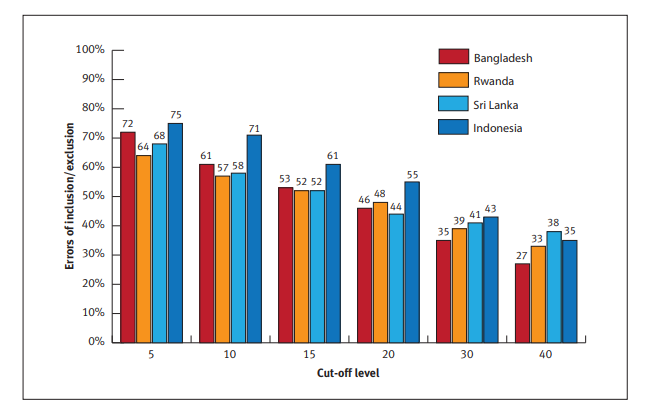 100%
90%
80%
70%
60%
50%
40%
30%
20%
10%
0%
Errors of inclusion/exclusion
72 64 68 75
61 57 58 71
53 52 52 61
46 48 44 55
35 39 41 43
27 33 38 35
5 10 15 20 30 40
Cut-off level
Bangladesh
Rwanda
Sri Lanka
Indonesia